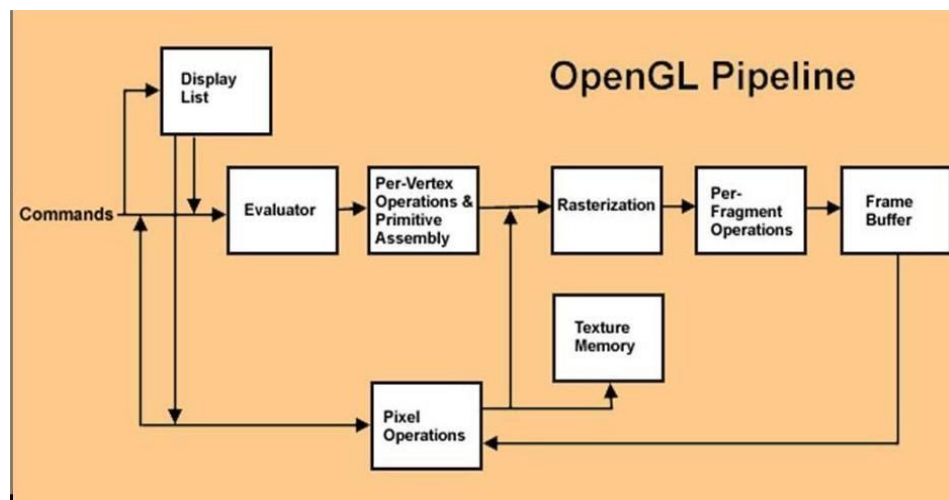 OpenGL Pipeline
Display
List
Commands
Evaluator
Per-Vertex
Operations &
Primitive
Assembly
Rasterization
Per-
Fragment
Operations
Frame
Buffer
Texture
Memory
Pixel
Operations